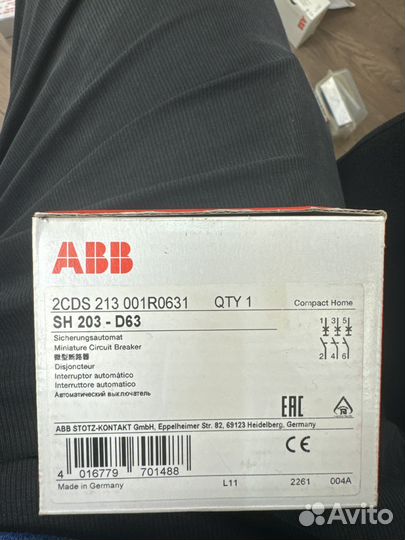 ABB
2CDS 213 001R0631 QTY 1 Compact Home
SH 203 - D63
1 3 5
2 4 6
Sicherungsautomat
Miniature Circuit Breaker
微型断路器
Disjoncteur
Interruptor automático
Interruttore automatico
Автоматический выключатель
EAC
ABB STOTZ-KONTAKT GmbH, Eppelheimer Str. 82, 69123 Heidelberg, Germany
CE
4 016779 701488
Made in Germany L11 2261 004A
Avito